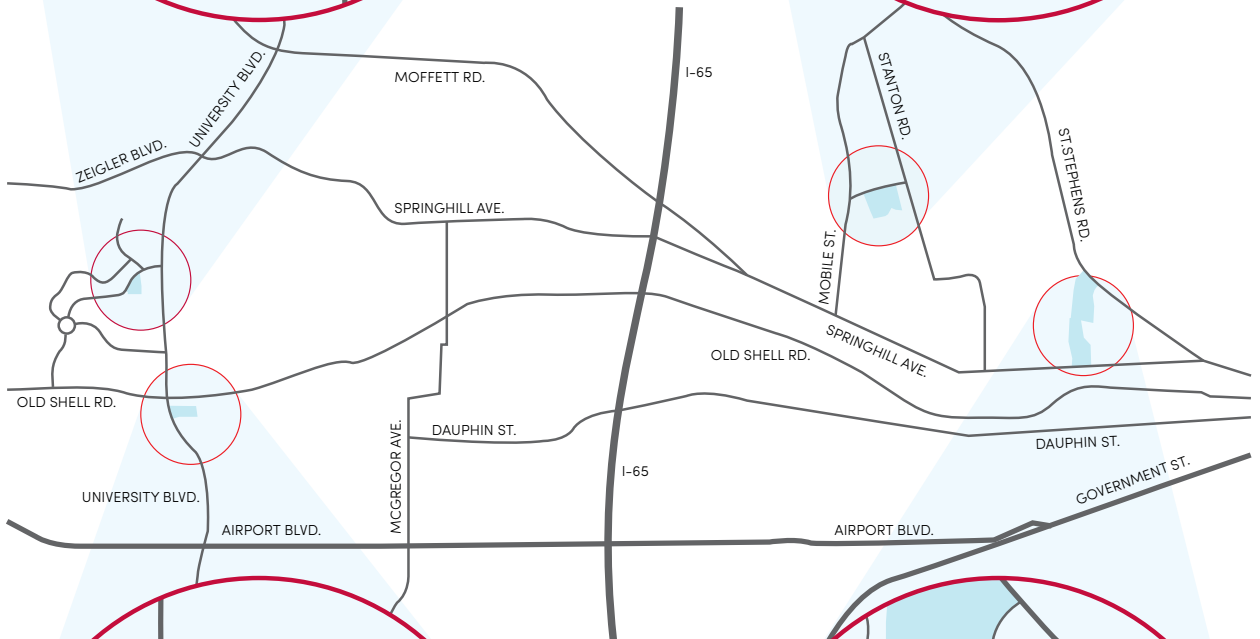 I-65
MOFFETT RD.
UNIVERSITY BLVD.
STANTON RD.
ZEIGLER BLVD.
ST.STEPHENS RD.
SPRINGHILL AVE.
MOBILE ST.
SPRINGHILL AVE.
OLD SHELL RD.
OLD SHELL RD.
DAUPHIN ST.
DAUPHIN ST.
MCGREGOR AVE.
I-65
GOVERNMENT ST.
UNIVERSITY BLVD.
AIRPORT BLVD.
AIRPORT BLVD.